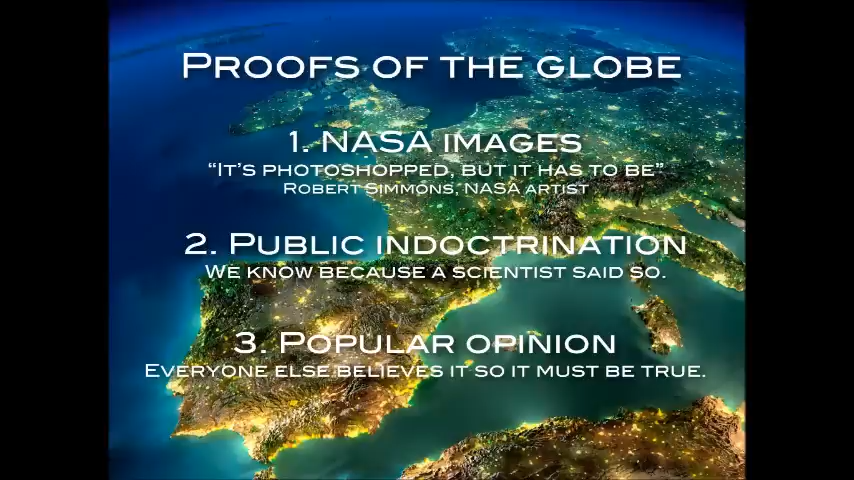 PROOFS OF THE GLOBE
1. NASA IMAGES
“IT'S PHOTOSHOPPED, BUT IT HAS TO BE”
ROBERT SIMMONS, NASA ARTIST
2. PUBLIC INDOCTRINATION
WE KNOW BECAUSE A SCIENTIST SAID SO.
3. POPULAR OPINION
EVERYONE ELSE BELIEVES IT SO IT MUST BE TRUE.